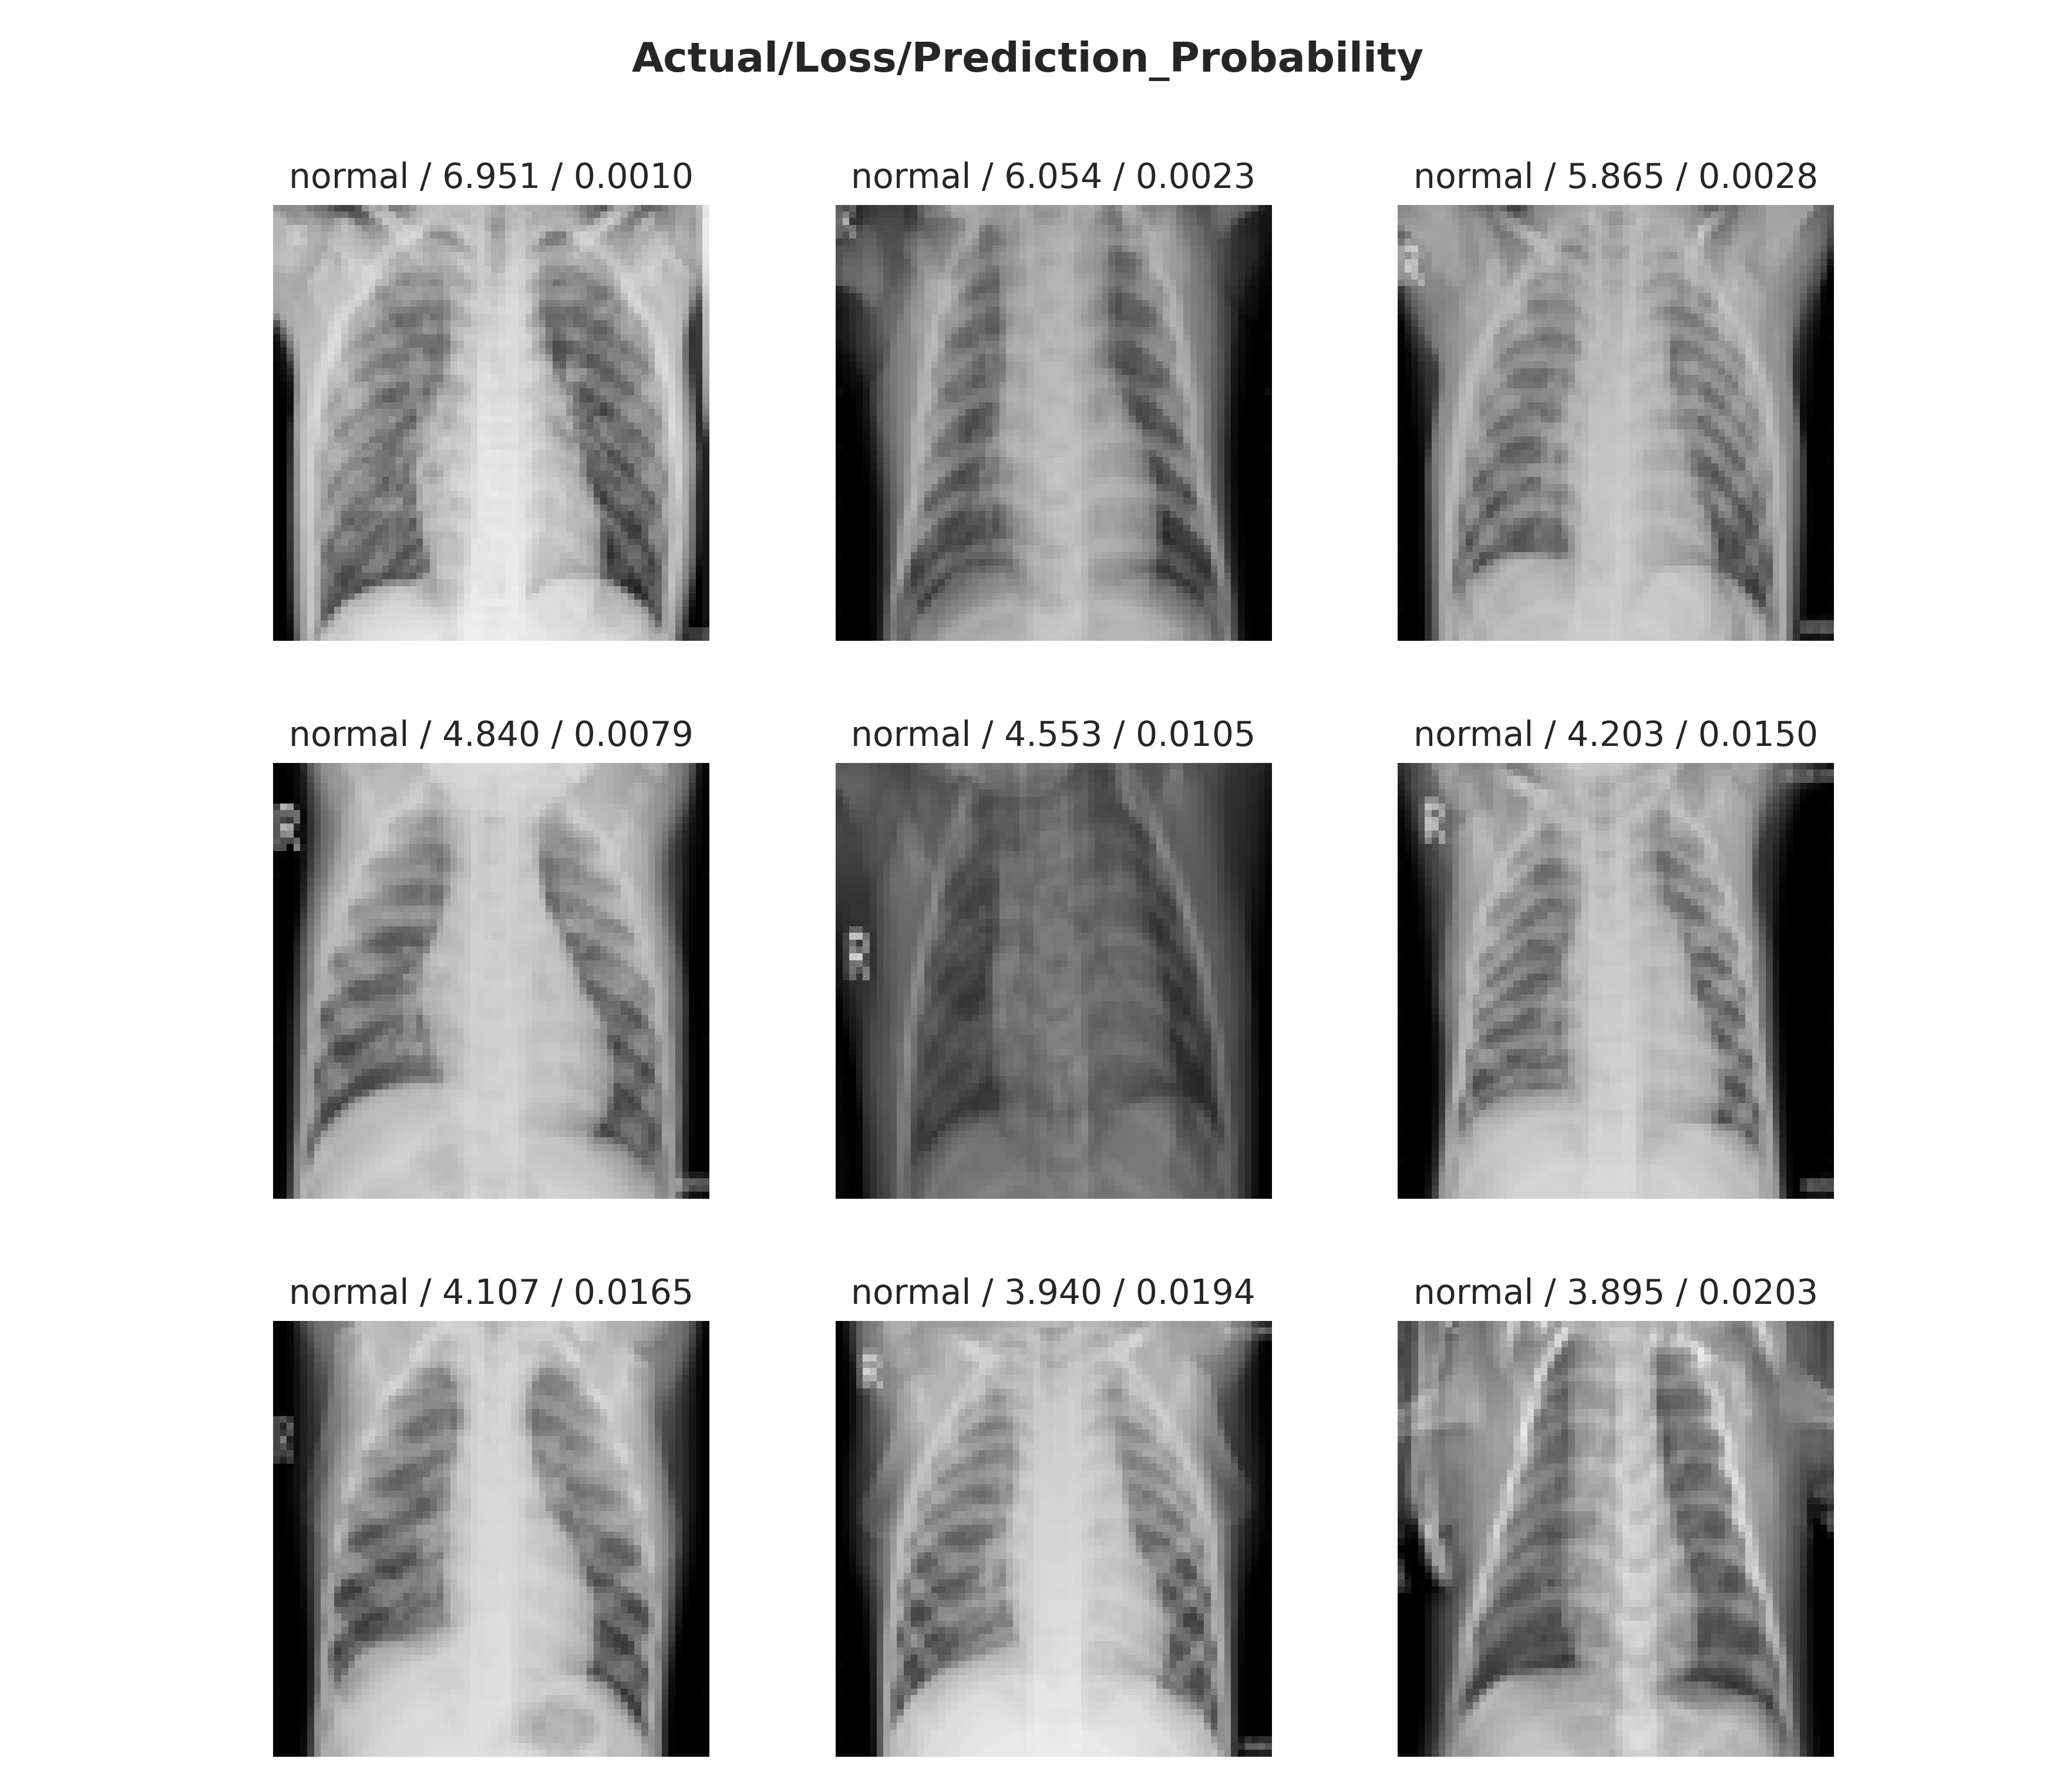 Actual/Loss/Prediction_Probability
normal / 6.951 / 0.0010
normal / 6.054 / 0.0023
normal / 5.865 / 0.0028
R
R
normal / 4.840 / 0.0079
normal / 4.553 / 0.0105
normal / 4.203 / 0.0150
R
R
R
normal / 4.107 / 0.0165
normal / 3.940 / 0.0194
normal / 3.895 / 0.0203
R
R